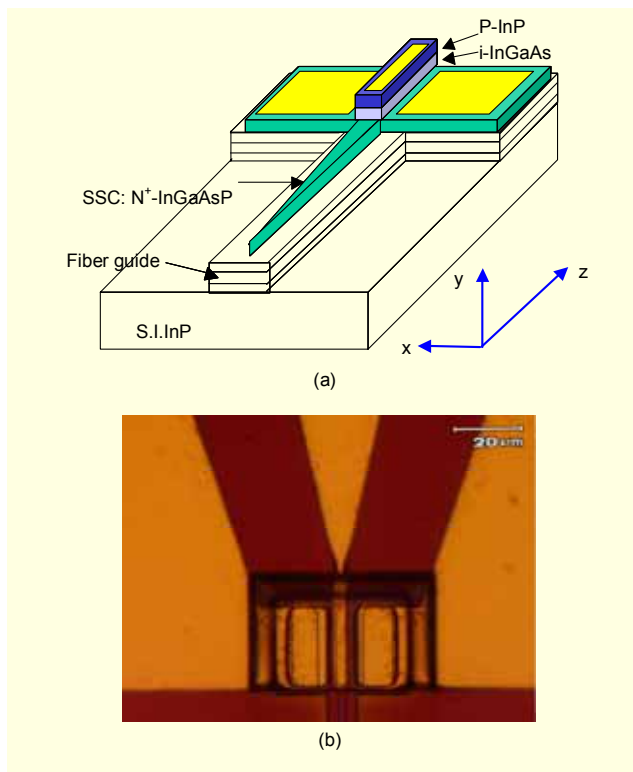 P-InP
i-InGaAs
SSC: N⁺-InGaAsP
Fiber guide
S.I.InP
y
z
x
(a)
20 μm
(b)